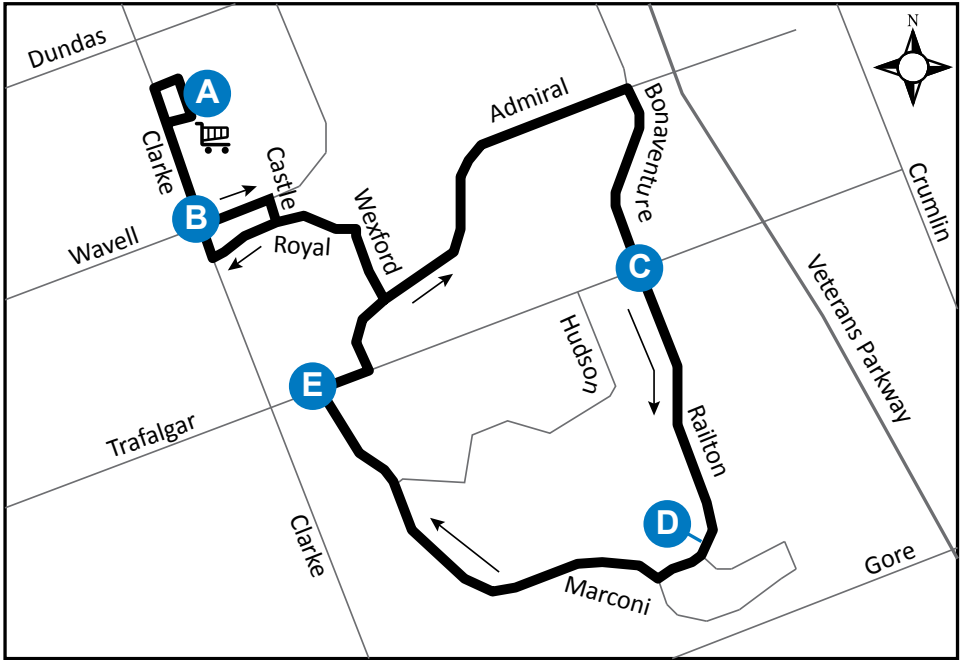 N
Dundas
A
Admiral
Bonaventure
Clarke
Castle
Crumlin
B
Wexford
Wavell
Royal
C
Veterans Parkway
Hudson
E
Trafalgar
Railton
D
Clarke
Gore
Marconi